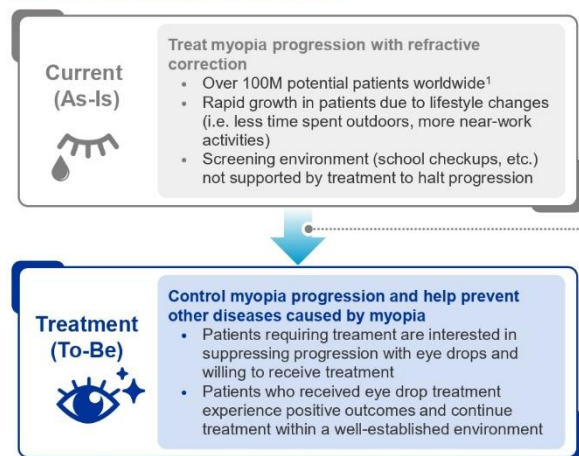 Current
(As-Is)
Treat myopia progression with refractive
correction
• Over 100M potential patients worldwide¹
• Rapid growth in patients due to lifestyle changes
(i.e. less time spent outdoors, more near-work
activities)
• Screening environment (school checkups, etc.)
not supported by treatment to halt progression
Treatment
(To-Be)
Control myopia progression and help prevent
other diseases caused by myopia
• Patients requiring treament are interested in
suppressing progression with eye drops and
willing to receive treatment
• Patients who received eye drop treatment
experience positive outcomes and continue
treatment within a well-established environment